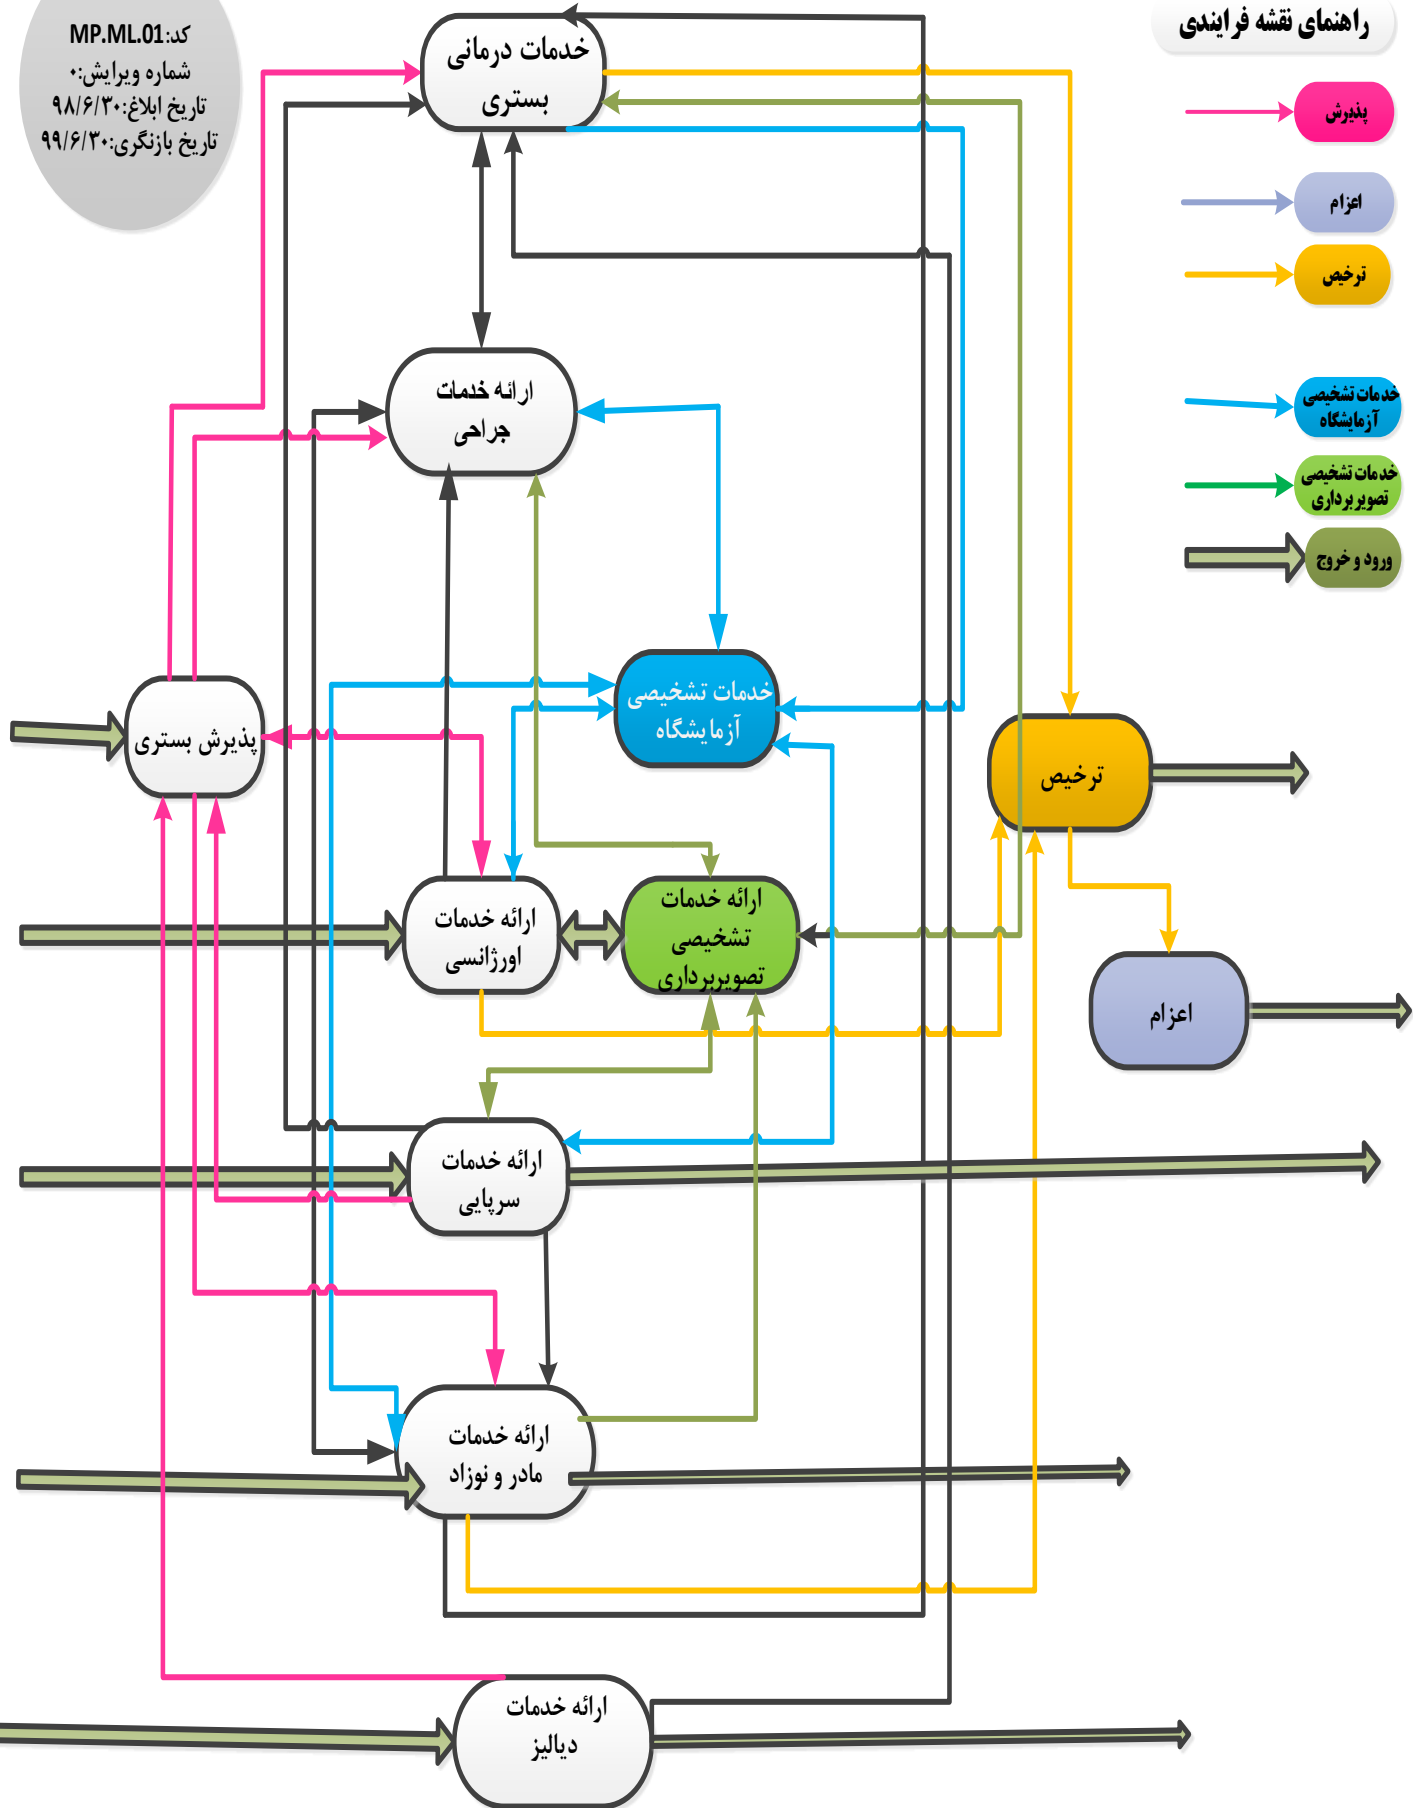 کد:MP.ML.01
شماره ویرایش:۰
تاریخ ابلاغ:۹۸/۶/۳۰
تاریخ بازنگری:۹۹/۶/۳۰
راهنمای نقشه فرایندی
پذیرش
اعزام
ترخیص
خدمات تشخیصی
آزمایشگاه
خدمات تشخیصی
تصویربرداری
ورود و خروج
خدمات درمانی
بستری
ارائه خدمات
جراحی
خدمات تشخیصی
آزمایشگاه
پذیرش بستری
ترخیص
ارائه خدمات
اورژانسی
ارائه خدمات
تشخیصی
تصویربرداری
اعزام
ارائه خدمات
سرپایی
ارائه خدمات
مادر و نوزاد
ارائه خدمات
دیالیز